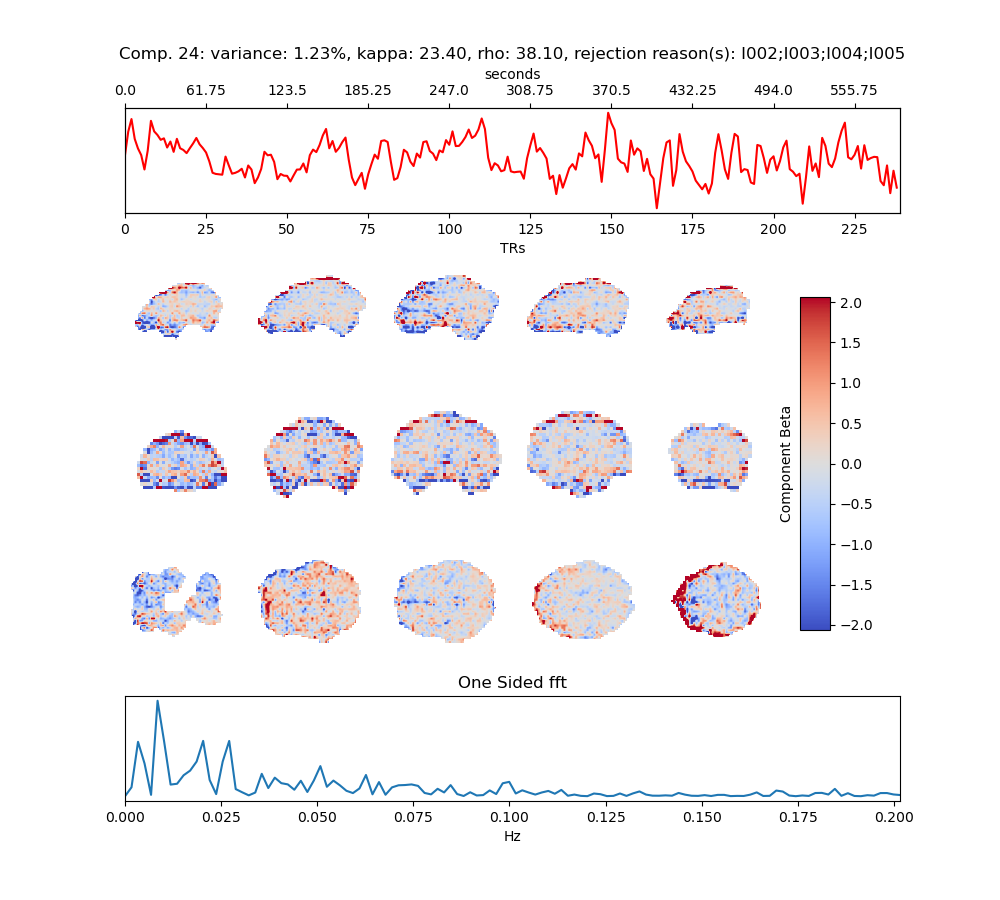 Comp. 24: variance: 1.23%, kappa: 23.40, rho: 38.10, rejection reason(s): I002;I003;I004;I005
seconds
0.0 61.75 123.5 185.25 247.0 308.75 370.5 432.25 494.0 555.75
0 25 50 75 100 125 150 175 200 225
TRs
2.0
1.5
1.0
0.5
0.0
−0.5
−1.0
−1.5
−2.0
Component Beta
One Sided fft
0.000 0.025 0.050 0.075 0.100 0.125 0.150 0.175 0.200
Hz